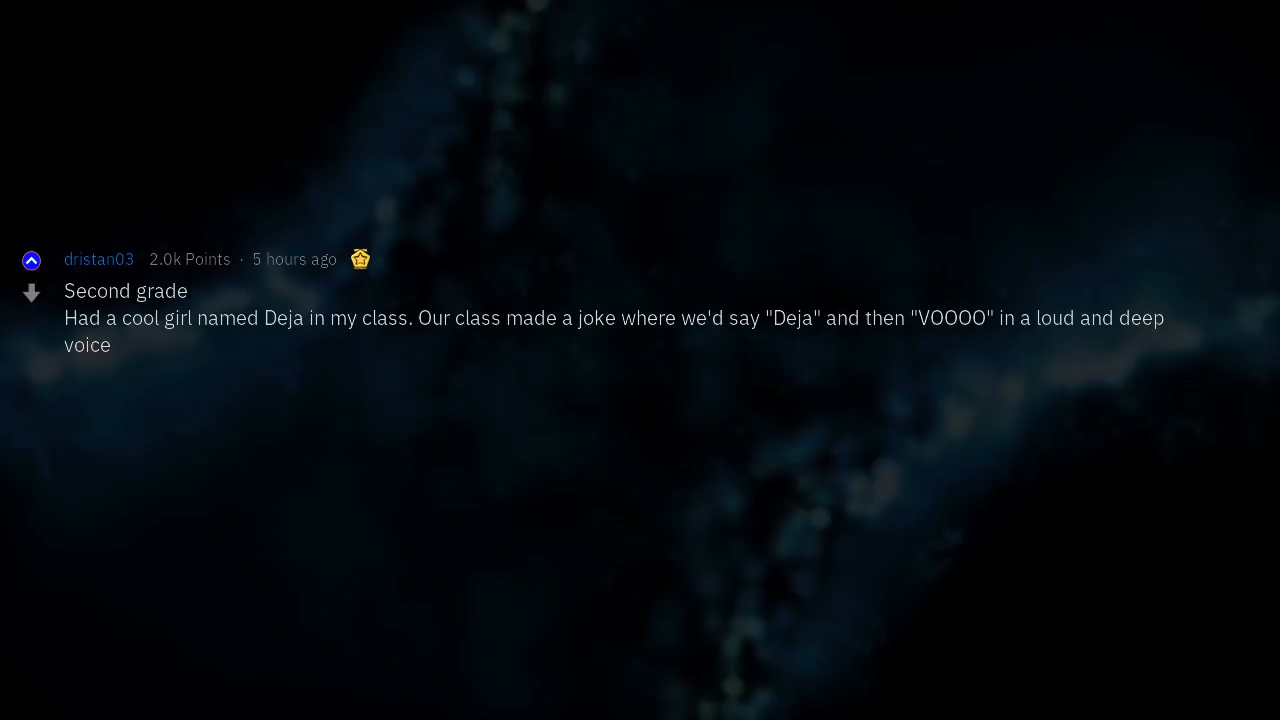 dristan03 2.0k Points · 5 hours ago
Second grade
Had a cool girl named Deja in my class. Our class made a joke where we'd say "Deja" and then "VOOOO" in a loud and deep
voice